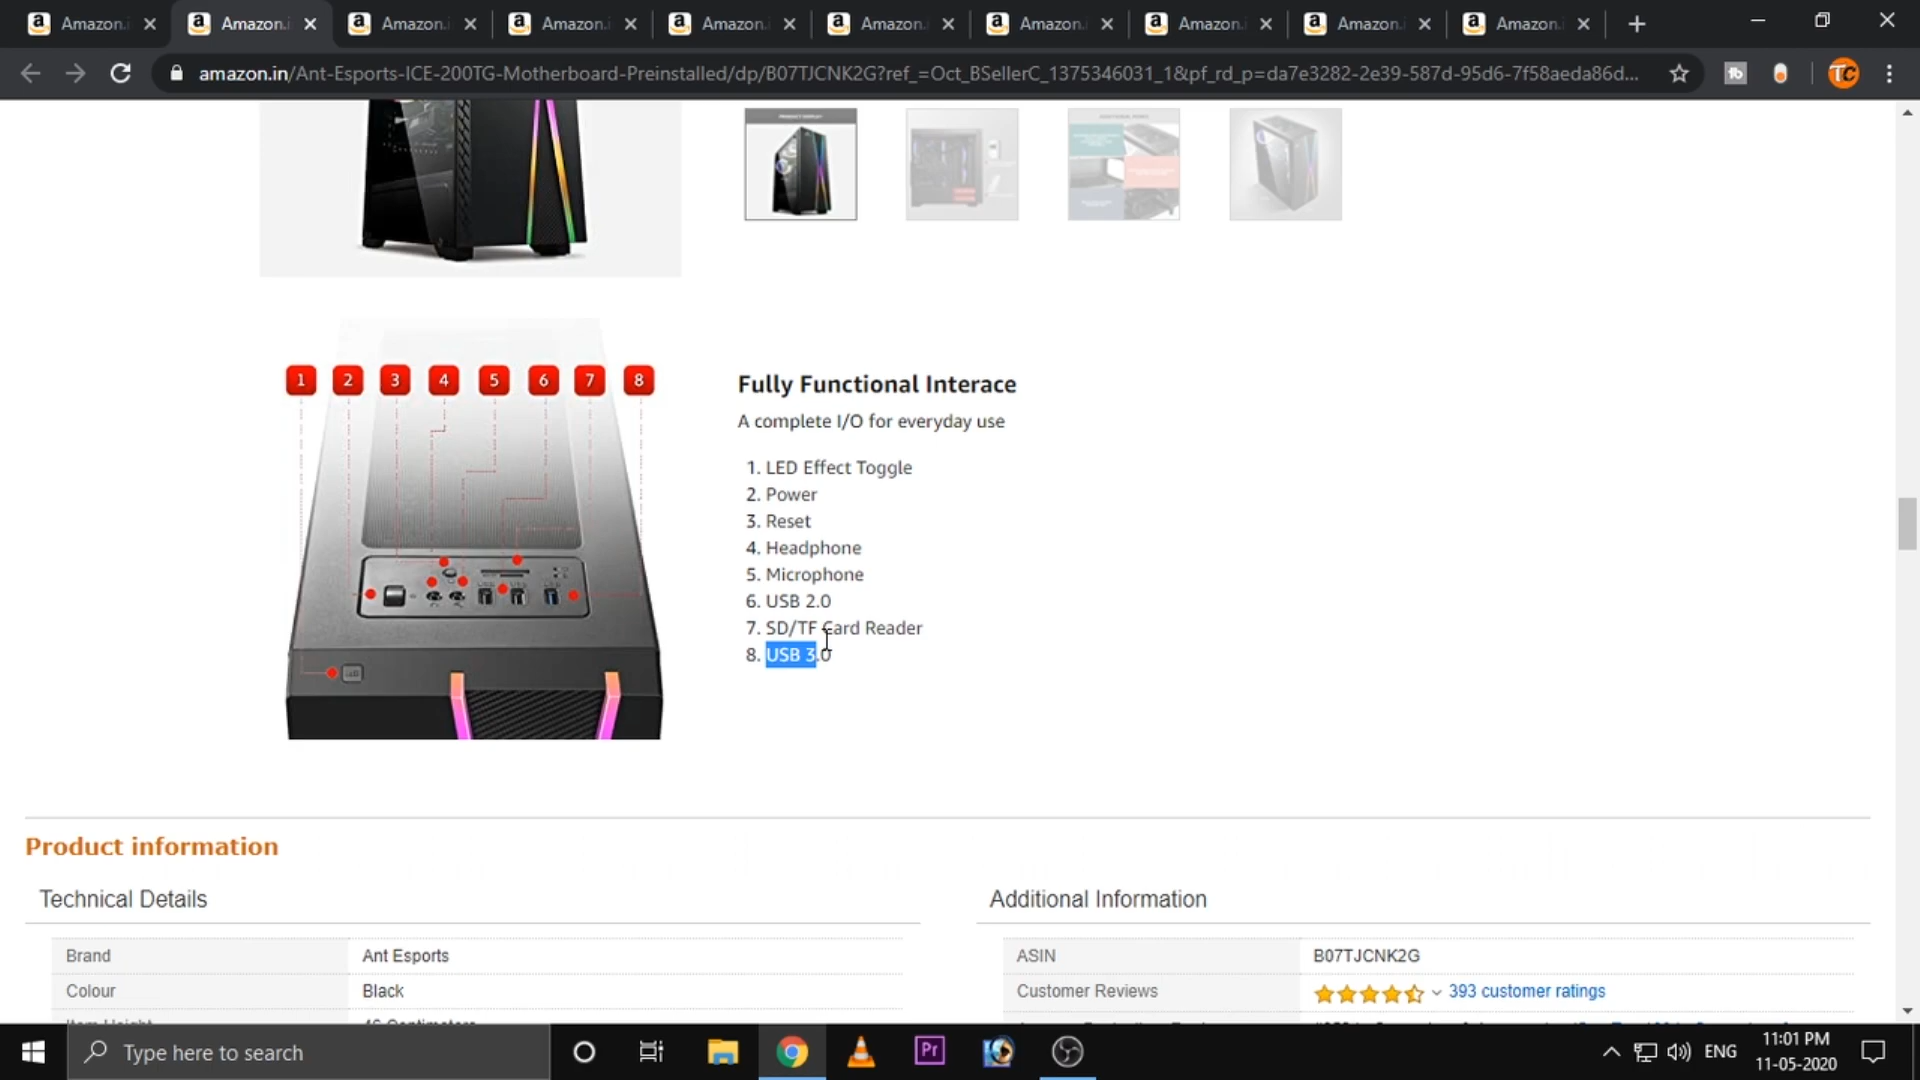 Amazon.i
Amazon.i
Amazon.i
Amazon.i
Amazon.
Amazon.
Amazon.
Amazon.
Amazon.
Amazon.
amazon.in/Ant-Esports-ICE-200TG-Motherboard-Preinstalled/dp/B07TJCNK2G?ref_=Oct_BSellerC_1375346031_1&pf_rd_p=da7e3282-2e39-587d-95d6-7f58aeda86d...
TC
1 2 3 4 5 6 7 8
Fully Functional Interace
A complete I/O for everyday use
1. LED Effect Toggle
2. Power
3. Reset
4. Headphone
5. Microphone
6. USB 2.0
7. SD/TF Card Reader
8. USB 3.0
Product information
Technical Details
Brand Ant Esports
Colour Black
Additional Information
ASIN B07TJCNK2G
Customer Reviews 393 customer ratings
Type here to search
Pr
ENG
11:01 PM
11-05-2020